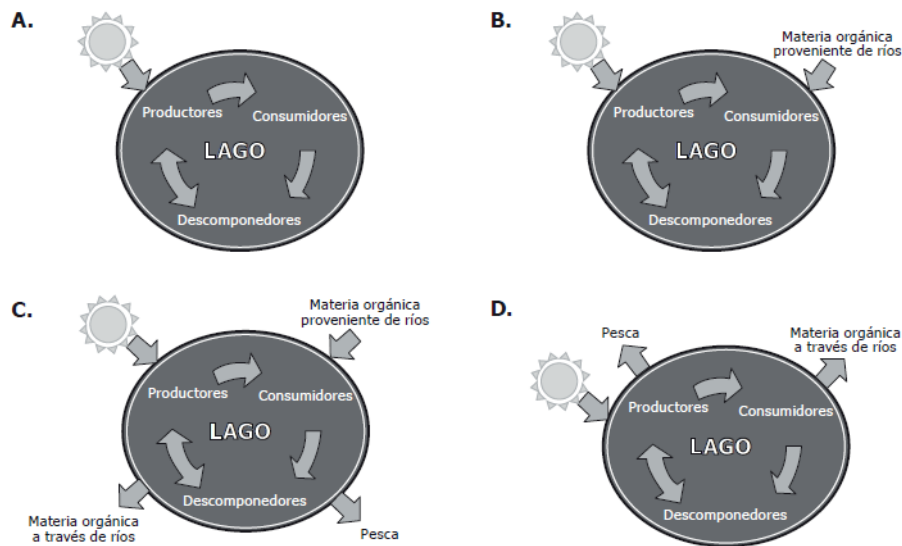 A.
Productores
Consumidores
LAGO
Descomponedores
B.
Materia orgánica
proveniente de ríos
Productores
Consumidores
LAGO
Descomponedores
C.
Materia orgánica
proveniente de ríos
Productores
Consumidores
LAGO
Descomponedores
Materia orgánica
a través de ríos
Pesca
D.
Pesca
Materia orgánica
a través de ríos
Productores
Consumidores
LAGO
Descomponedores